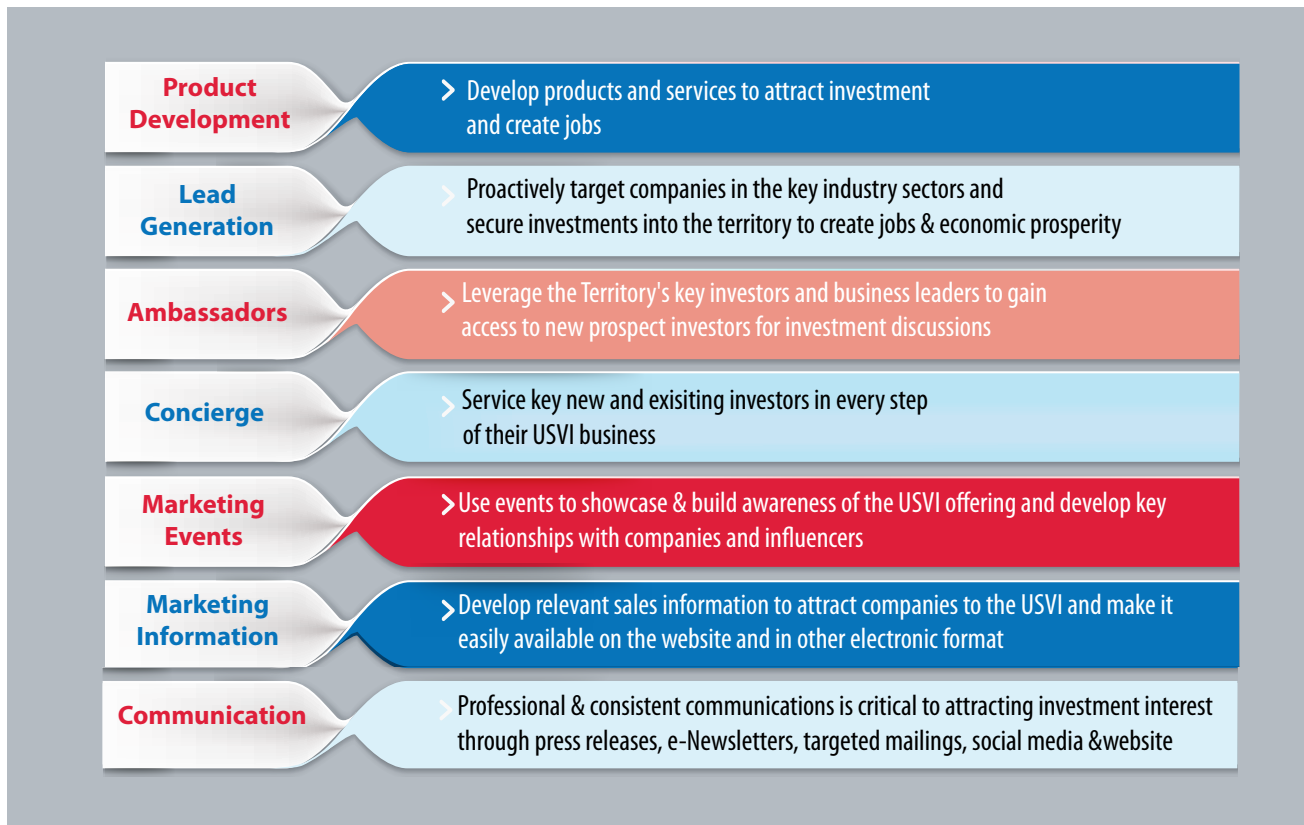 Product
Development
Develop products and services to attract investment
and create jobs
Lead
Generation
Proactively target companies in the key industry sectors and
secure investments into the territory to create jobs & economic prosperity
Ambassadors
Leverage the Territory's key investors and business leaders to gain
access to new prospect investors for investment discussions
Concierge
Service key new and exisiting investors in every step
of their USVI business
Marketing
Events
Use events to showcase & build awareness of the USVI offering and develop key
relationships with companies and influencers
Marketing
Information
Develop relevant sales information to attract companies to the USVI and make it
easily available on the website and in other electronic format
Communication
Professional & consistent communications is critical to attracting investment interest
through press releases, e-Newsletters, targeted mailings, social media &website